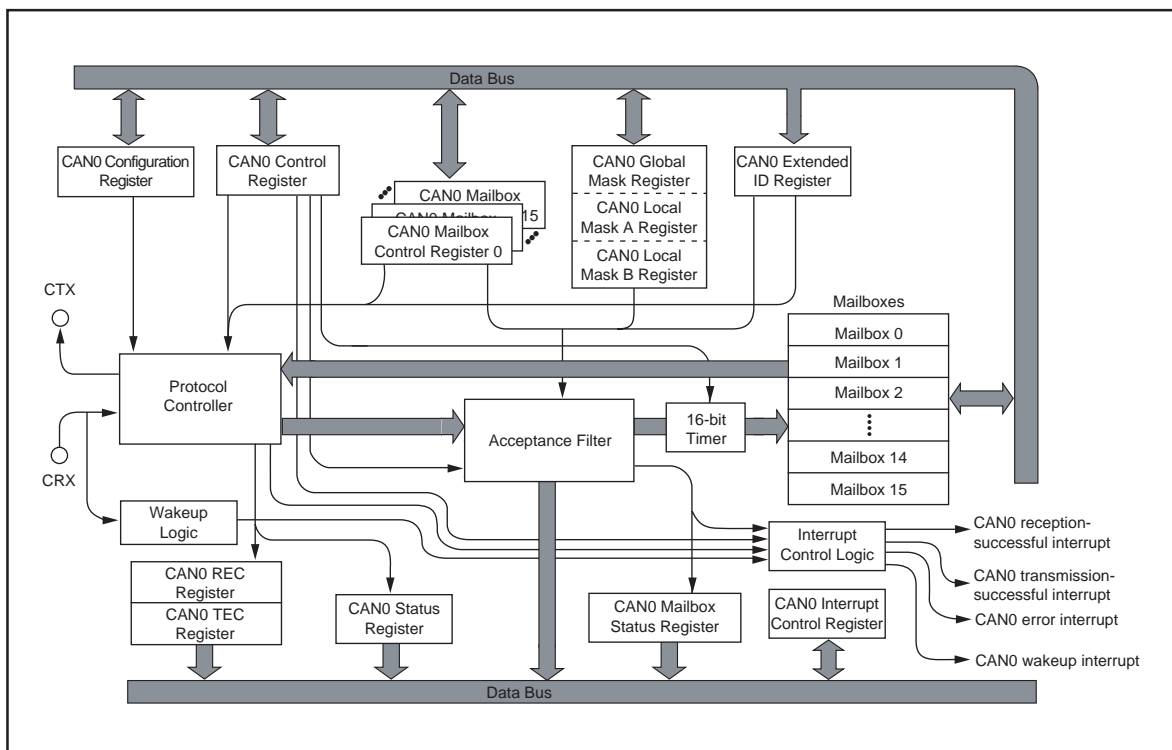 Data Bus
CAN0 Configuration
Register
CAN0 Control
Register
CAN0 Mailbox
15
CAN0 Mailbox
CAN0 Mailbox
Control Register 0
CAN0 Global
Mask Register
CAN0 Local
Mask A Register
CAN0 Local
Mask B Register
CAN0 Extended
ID Register
CTX
CRX
Protocol
Controller
Acceptance Filter
16-bit
Timer
Mailboxes
Mailbox 0
Mailbox 1
Mailbox 2
Mailbox 14
Mailbox 15
Wakeup
Logic
Interrupt
Control Logic
CAN0 reception-
successful interrupt
CAN0 transmission-
successful interrupt
CAN0 error interrupt
CAN0 wakeup interrupt
CAN0 REC
Register
CAN0 TEC
Register
CAN0 Status
Register
CAN0 Mailbox
Status Register
CAN0 Interrupt
Control Register
Data Bus